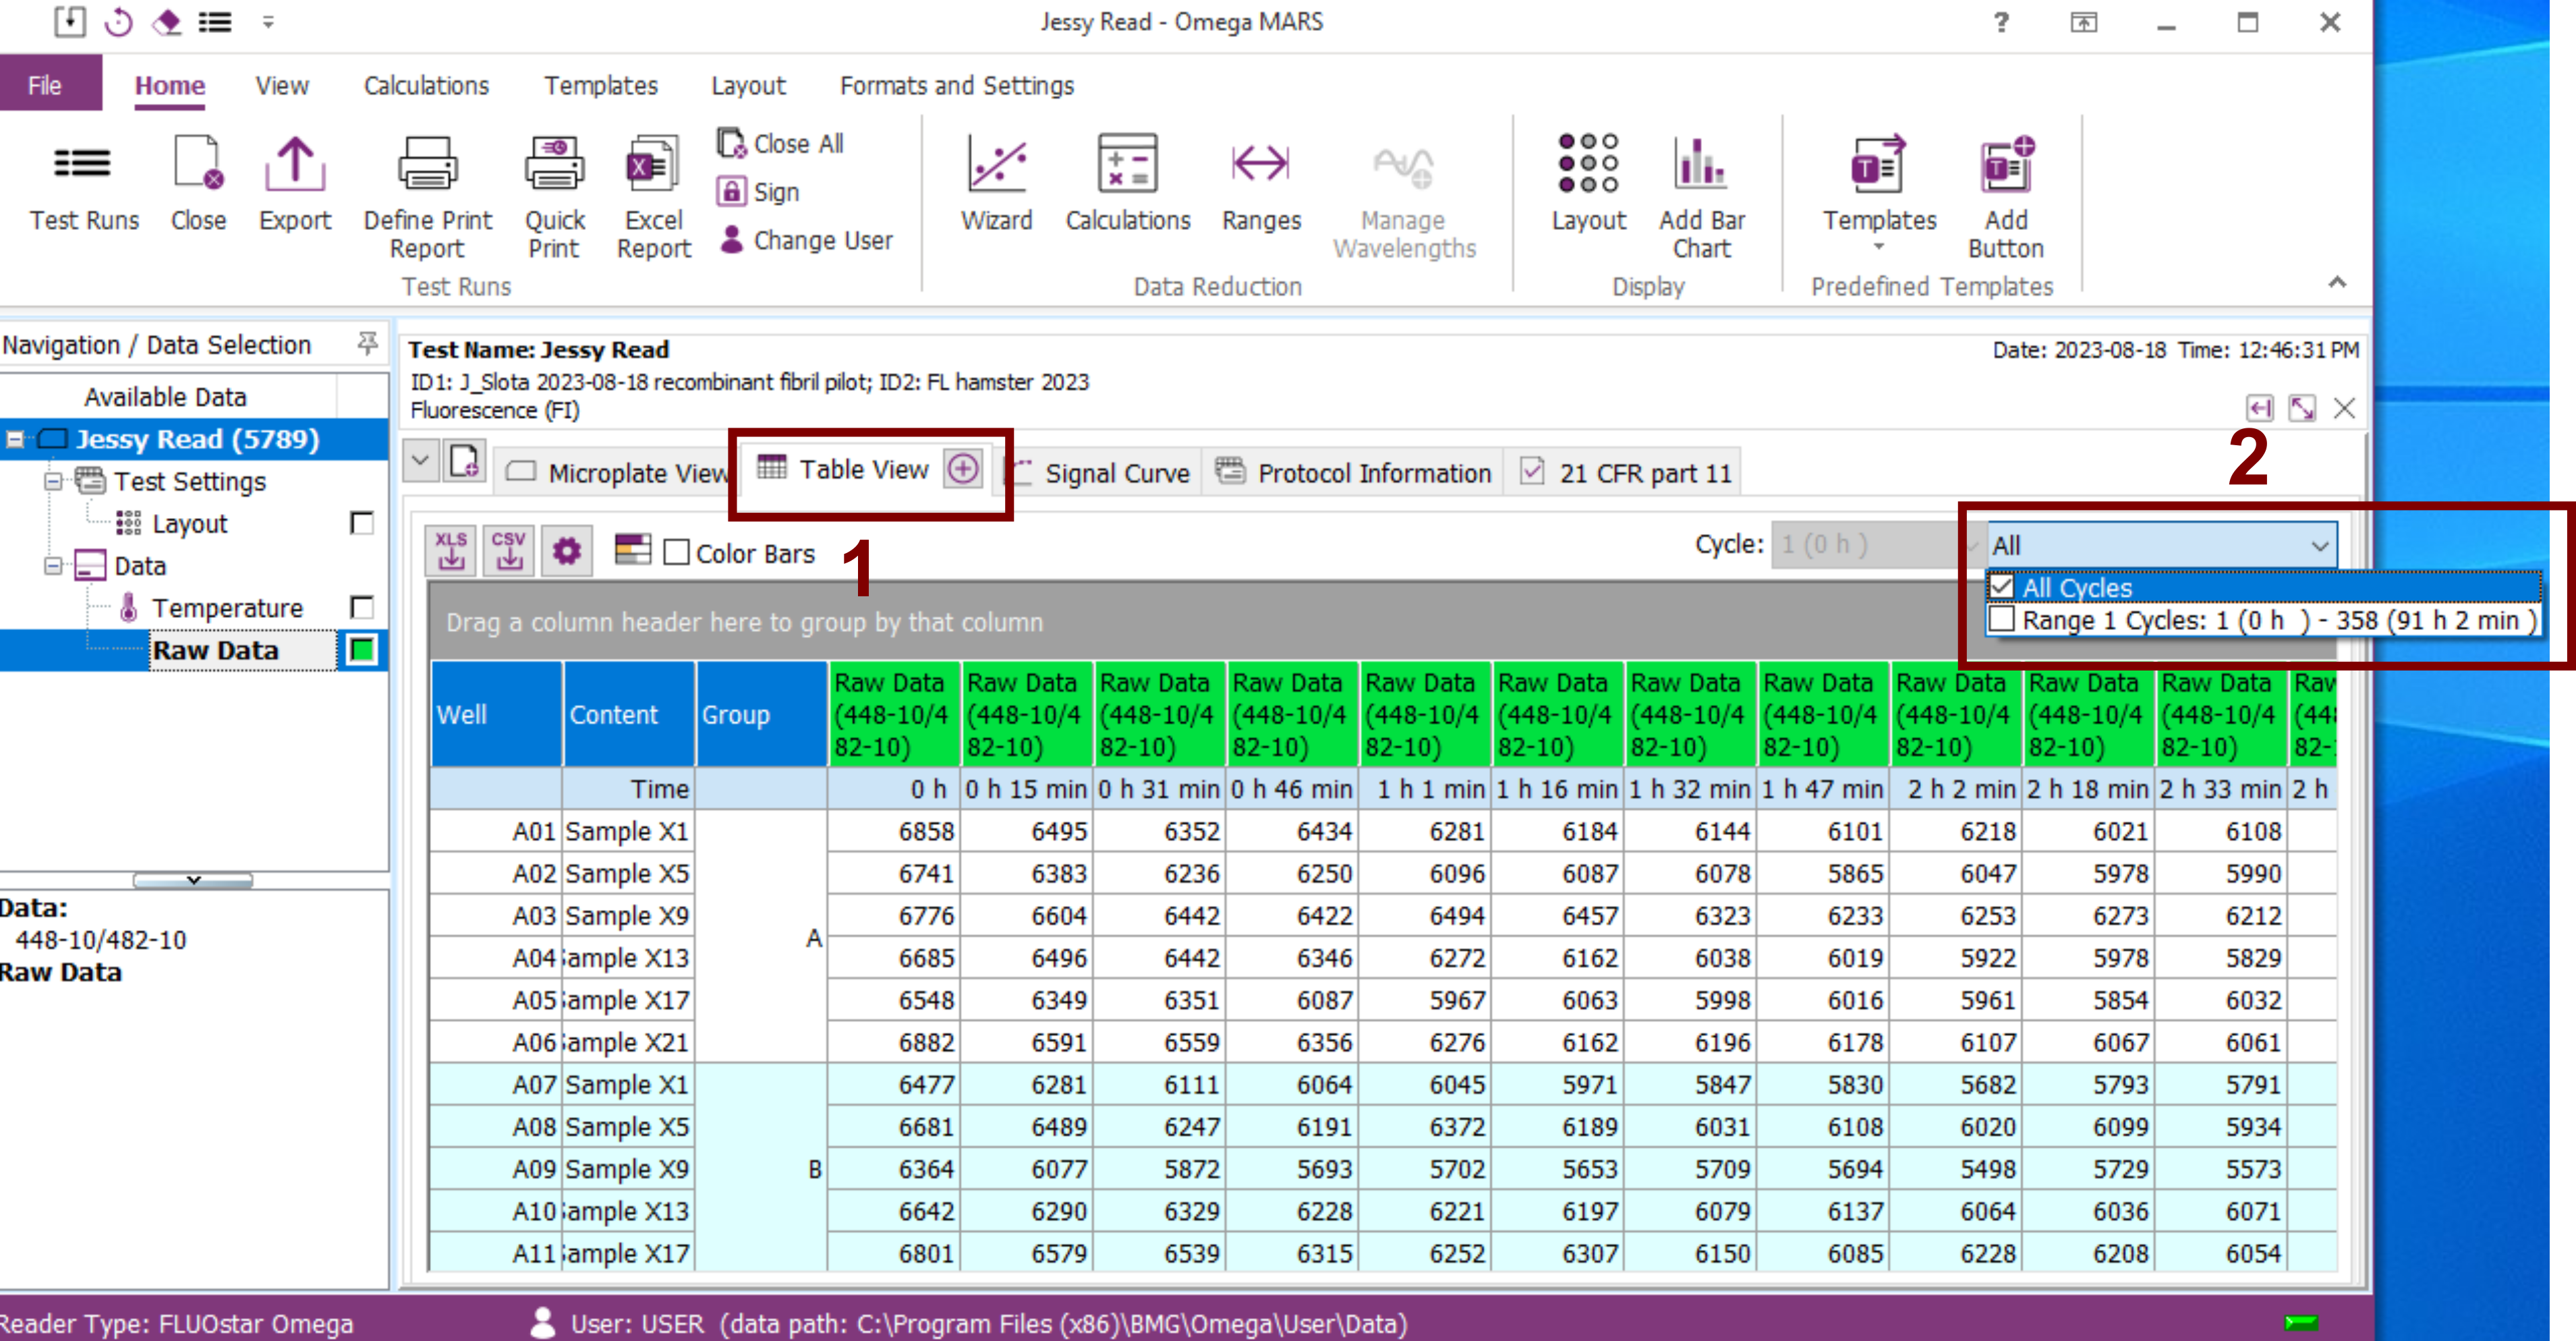 Jessy Read - Omega MARS
?
File Home View Calculations Templates Layout Formats and Settings
Test Runs
Close
Export
Define Print Report
Quick Print
Excel Report
Close All
Sign
Change User
Test Runs
Wizard
Calculations
Ranges
Manage Wavelengths
Data Reduction
Layout
Add Bar Chart
Display
Templates
Add Button
Predefined Templates
Navigation / Data Selection
Available Data
Jessy Read (5789)
Test Settings
Layout
Data
Temperature
Raw Data
Data:
448-10/482-10
Raw Data
Test Name: Jessy Read
Date: 2023-08-18 Time: 12:46:31 PM
ID1: J_Slota 2023-08-18 recombinant fibril pilot; ID2: FL hamster 2023
Fluorescence (FI)
Microplate View Table View Signal Curve Protocol Information 21 CFR part 11
1
2
XLS CSV Color Bars Cycle: 1 (0 h ) All
All Cycles
Range 1 Cycles: 1 (0 h ) - 358 (91 h 2 min )
Drag a column header here to group by that column
Well Content Group Raw Data (448-10/482-10) Raw Data (448-10/482-10) Raw Data (448-10/482-10) Raw Data (448-10/482-10) Raw Data (448-10/482-10) Raw Data (448-10/482-10) Raw Data (448-10/482-10) Raw Data (448-10/482-10) Raw Data (448-10/482-10) Raw Data (448-10/482-10) Raw Data (448-10/482-10)
Time 0 h 0 h 15 min 0 h 31 min 0 h 46 min 1 h 1 min 1 h 16 min 1 h 32 min 1 h 47 min 2 h 2 min 2 h 18 min 2 h 33 min 2 h
A01 Sample X1 6858 6495 6352 6434 6281 6184 6144 6101 6218 6021 6108
A02 Sample X5 6741 6383 6236 6250 6096 6087 6078 5865 6047 5978 5990
A03 Sample X9 6776 6604 6442 6422 6494 6457 6323 6233 6253 6273 6212
A
A04 ample X13 6685 6496 6442 6346 6272 6162 6038 6019 5922 5978 5829
A05 ample X17 6548 6349 6351 6087 5967 6063 5998 6016 5961 5854 6032
A06 ample X21 6882 6591 6559 6356 6276 6162 6196 6178 6107 6067 6061
A07 Sample X1 6477 6281 6111 6064 6045 5971 5847 5830 5682 5793 5791
A08 Sample X5 6681 6489 6247 6191 6372 6189 6031 6108 6020 6099 5934
A09 Sample X9 B 6364 6077 5872 5693 5702 5653 5709 5694 5498 5729 5573
A10 ample X13 6642 6290 6329 6228 6221 6197 6079 6137 6064 6036 6071
A11 ample X17 6801 6579 6539 6315 6252 6307 6150 6085 6228 6208 6054
Reader Type: FLUOstar Omega
User: USER (data path: C:\Program Files (x86)\BMG\Omega\User\Data)